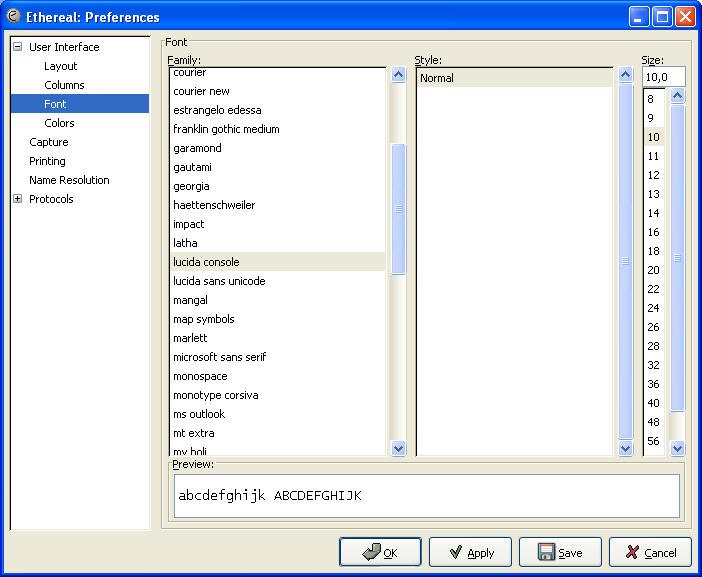 Ethereal: Preferences
User Interface
Layout
Columns
Font
Colors
Capture
Printing
Name Resolution
Protocols
Font
Family:
courier
courier new
estrangelo edessa
franklin gothic medium
garamond
gautami
georgia
haettenschweiler
impact
latha
lucida console
lucida sans unicode
mangal
map symbols
marlett
microsoft sans serif
monospace
monotype corsiva
ms outlook
mt extra
my boli
Style:
Normal
Size:
10,0
8
9
10
11
12
13
14
16
18
20
22
24
26
28
32
36
40
48
56
Preview:
abcdefghijk ABCDEFGHIJK
OK
Apply
Save
Cancel